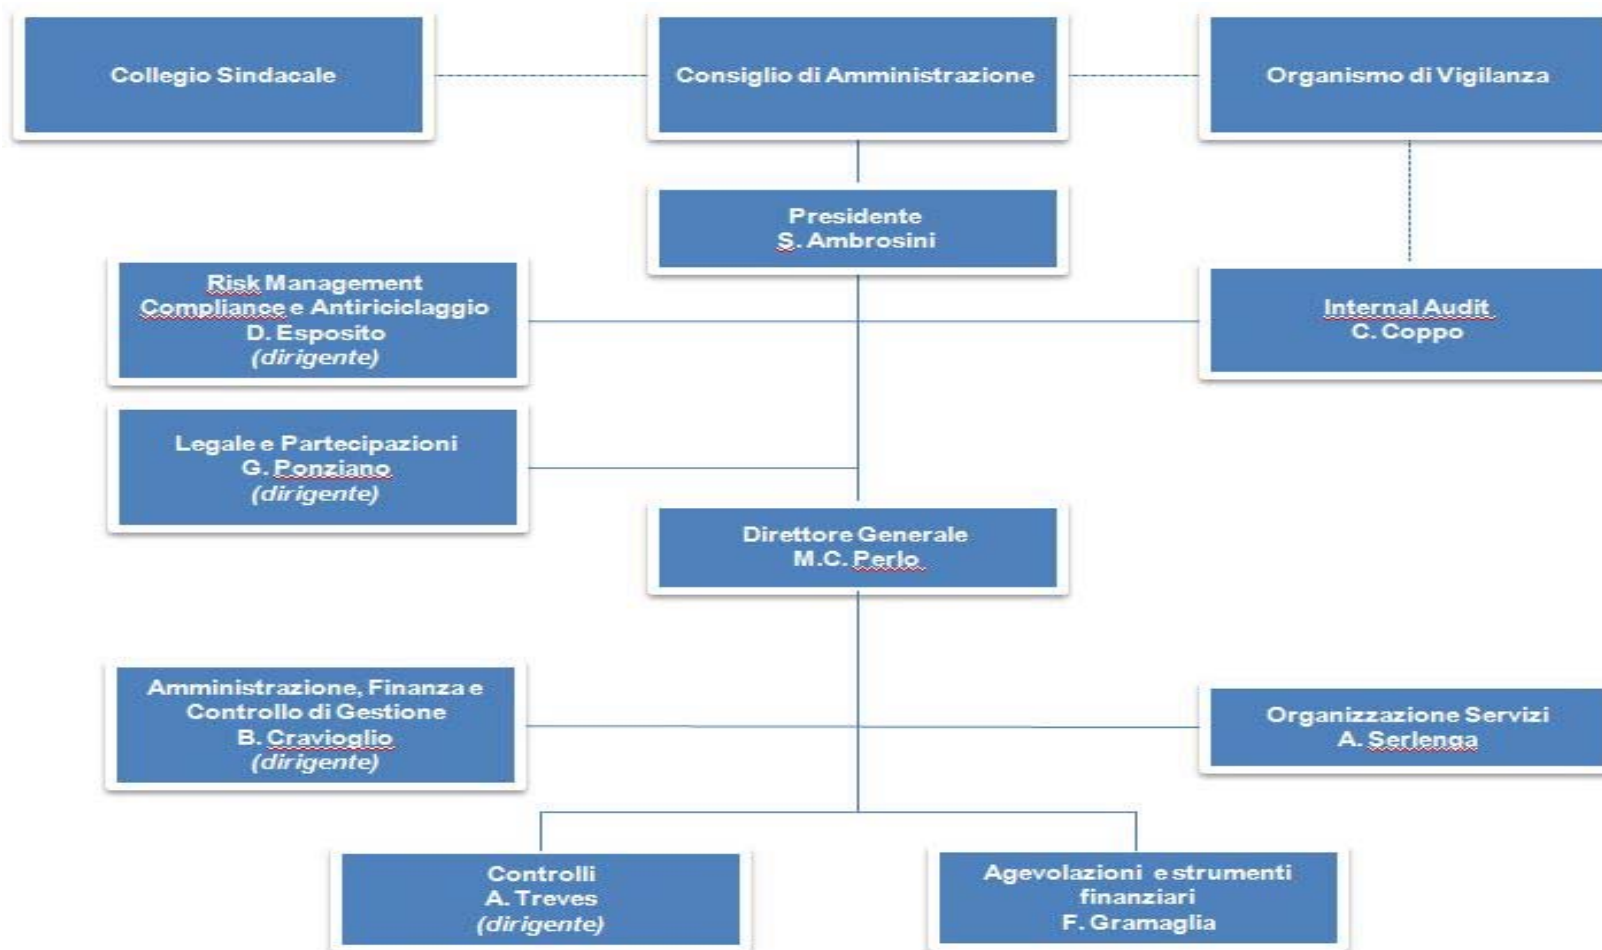 Collegio Sindacale
Consiglio di Amministrazione
Organismo di Vigilanza
Presidente
S. Ambrosini
Risk Management
Compliance e Antiriciclaggio
D. Esposito
(dirigente)
Internal Audit
C. Coppo
Legale e Partecipazioni
G. Ponziano
(dirigente)
Direttore Generale
M.C. Perlo
Amministrazione, Finanza e
Controllo di Gestione
B. Cravioglio
(dirigente)
Organizzazione Servizi
A. Serlenga
Controlli
A. Treves
(dirigente)
Agevolazioni e strumenti
finanziari
F. Gramaglia